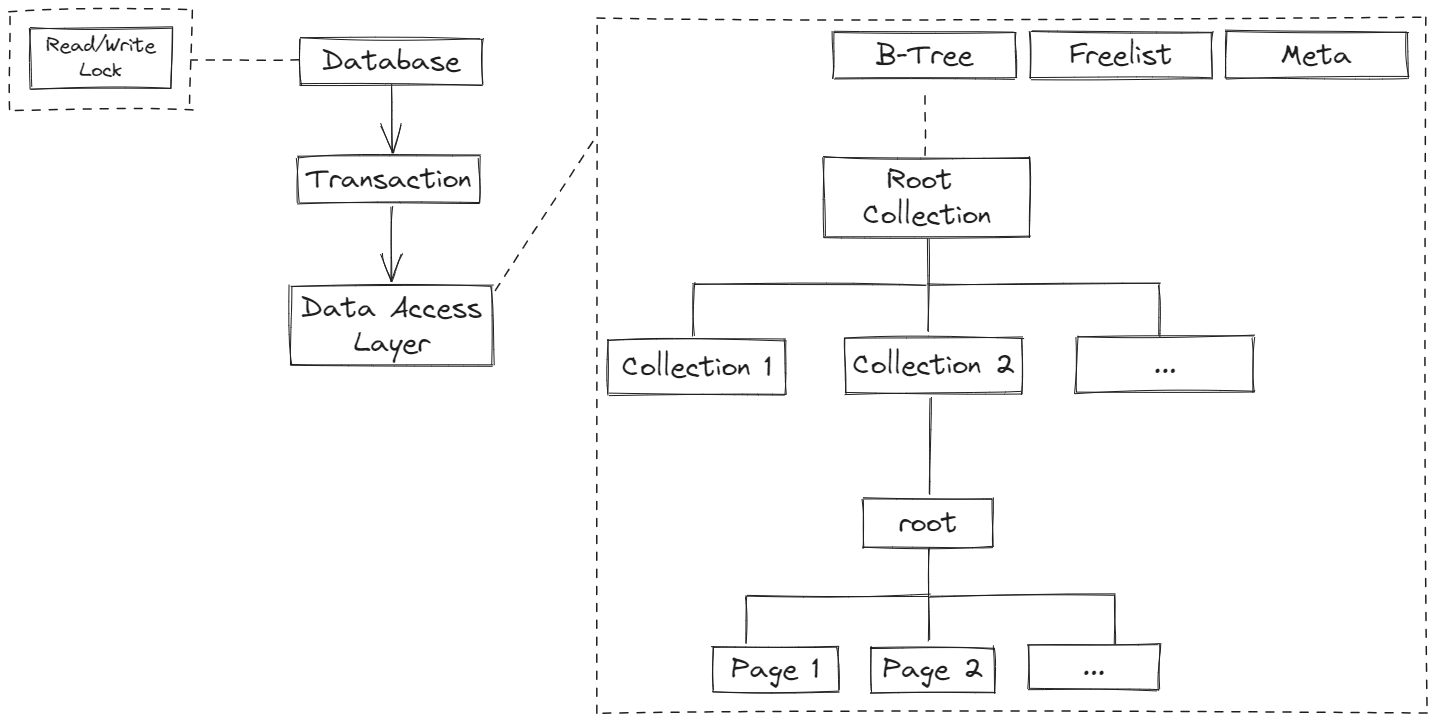 Read/Write
Lock
Database
Transaction
Data Access
Layer
B-Tree
Freelist
Meta
Root
Collection
Collection 1
Collection 2
...
root
Page 1
Page 2
...